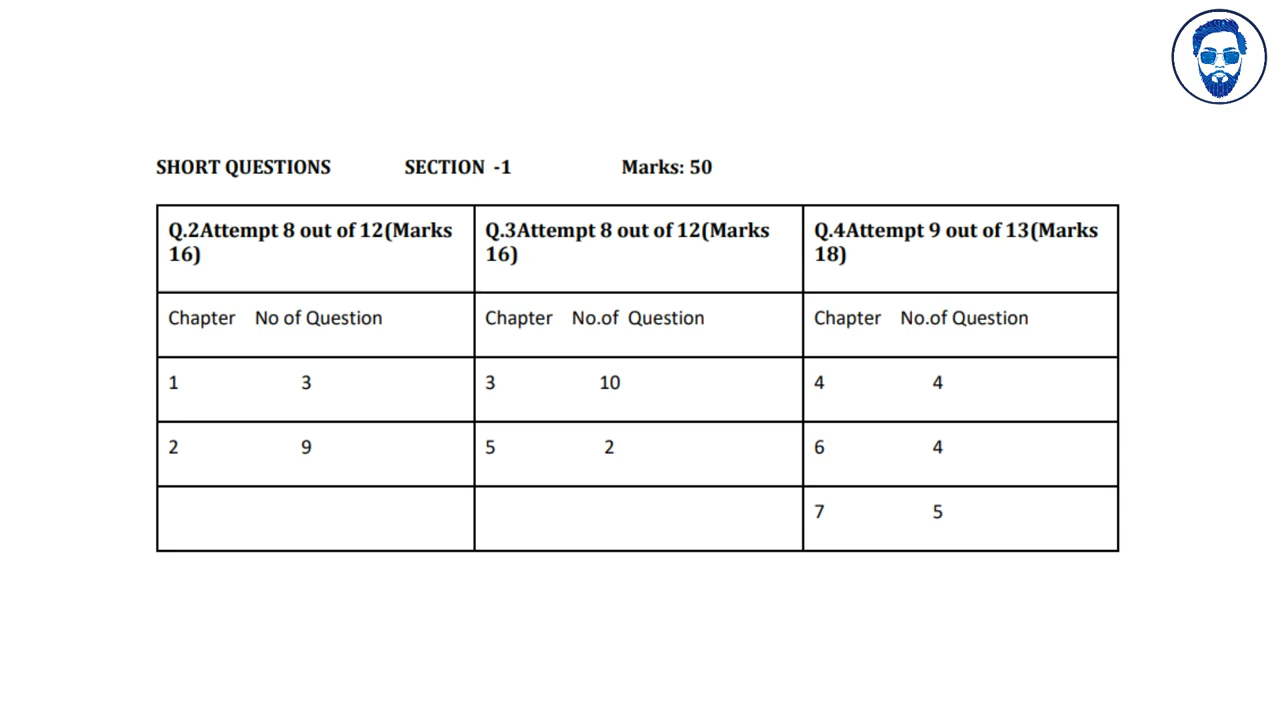 SHORT QUESTIONS SECTION -1 Marks: 50
Q.2Attempt 8 out of 12(Marks 16) Q.3Attempt 8 out of 12(Marks 16) Q.4Attempt 9 out of 13(Marks 18)
Chapter No of Question Chapter No.of Question Chapter No.of Question
1 3 3 10 4 4
2 9 5 2 6 4
7 5